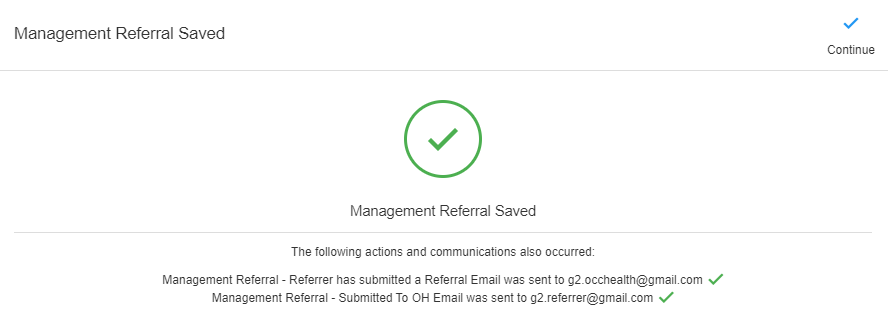 Management Referral Saved
Continue
Management Referral Saved
The following actions and communications also occurred:
Management Referral - Referrer has submitted a Referral Email was sent to g2.occhealth@gmail.com
Management Referral - Submitted To OH Email was sent to g2.referrer@gmail.com